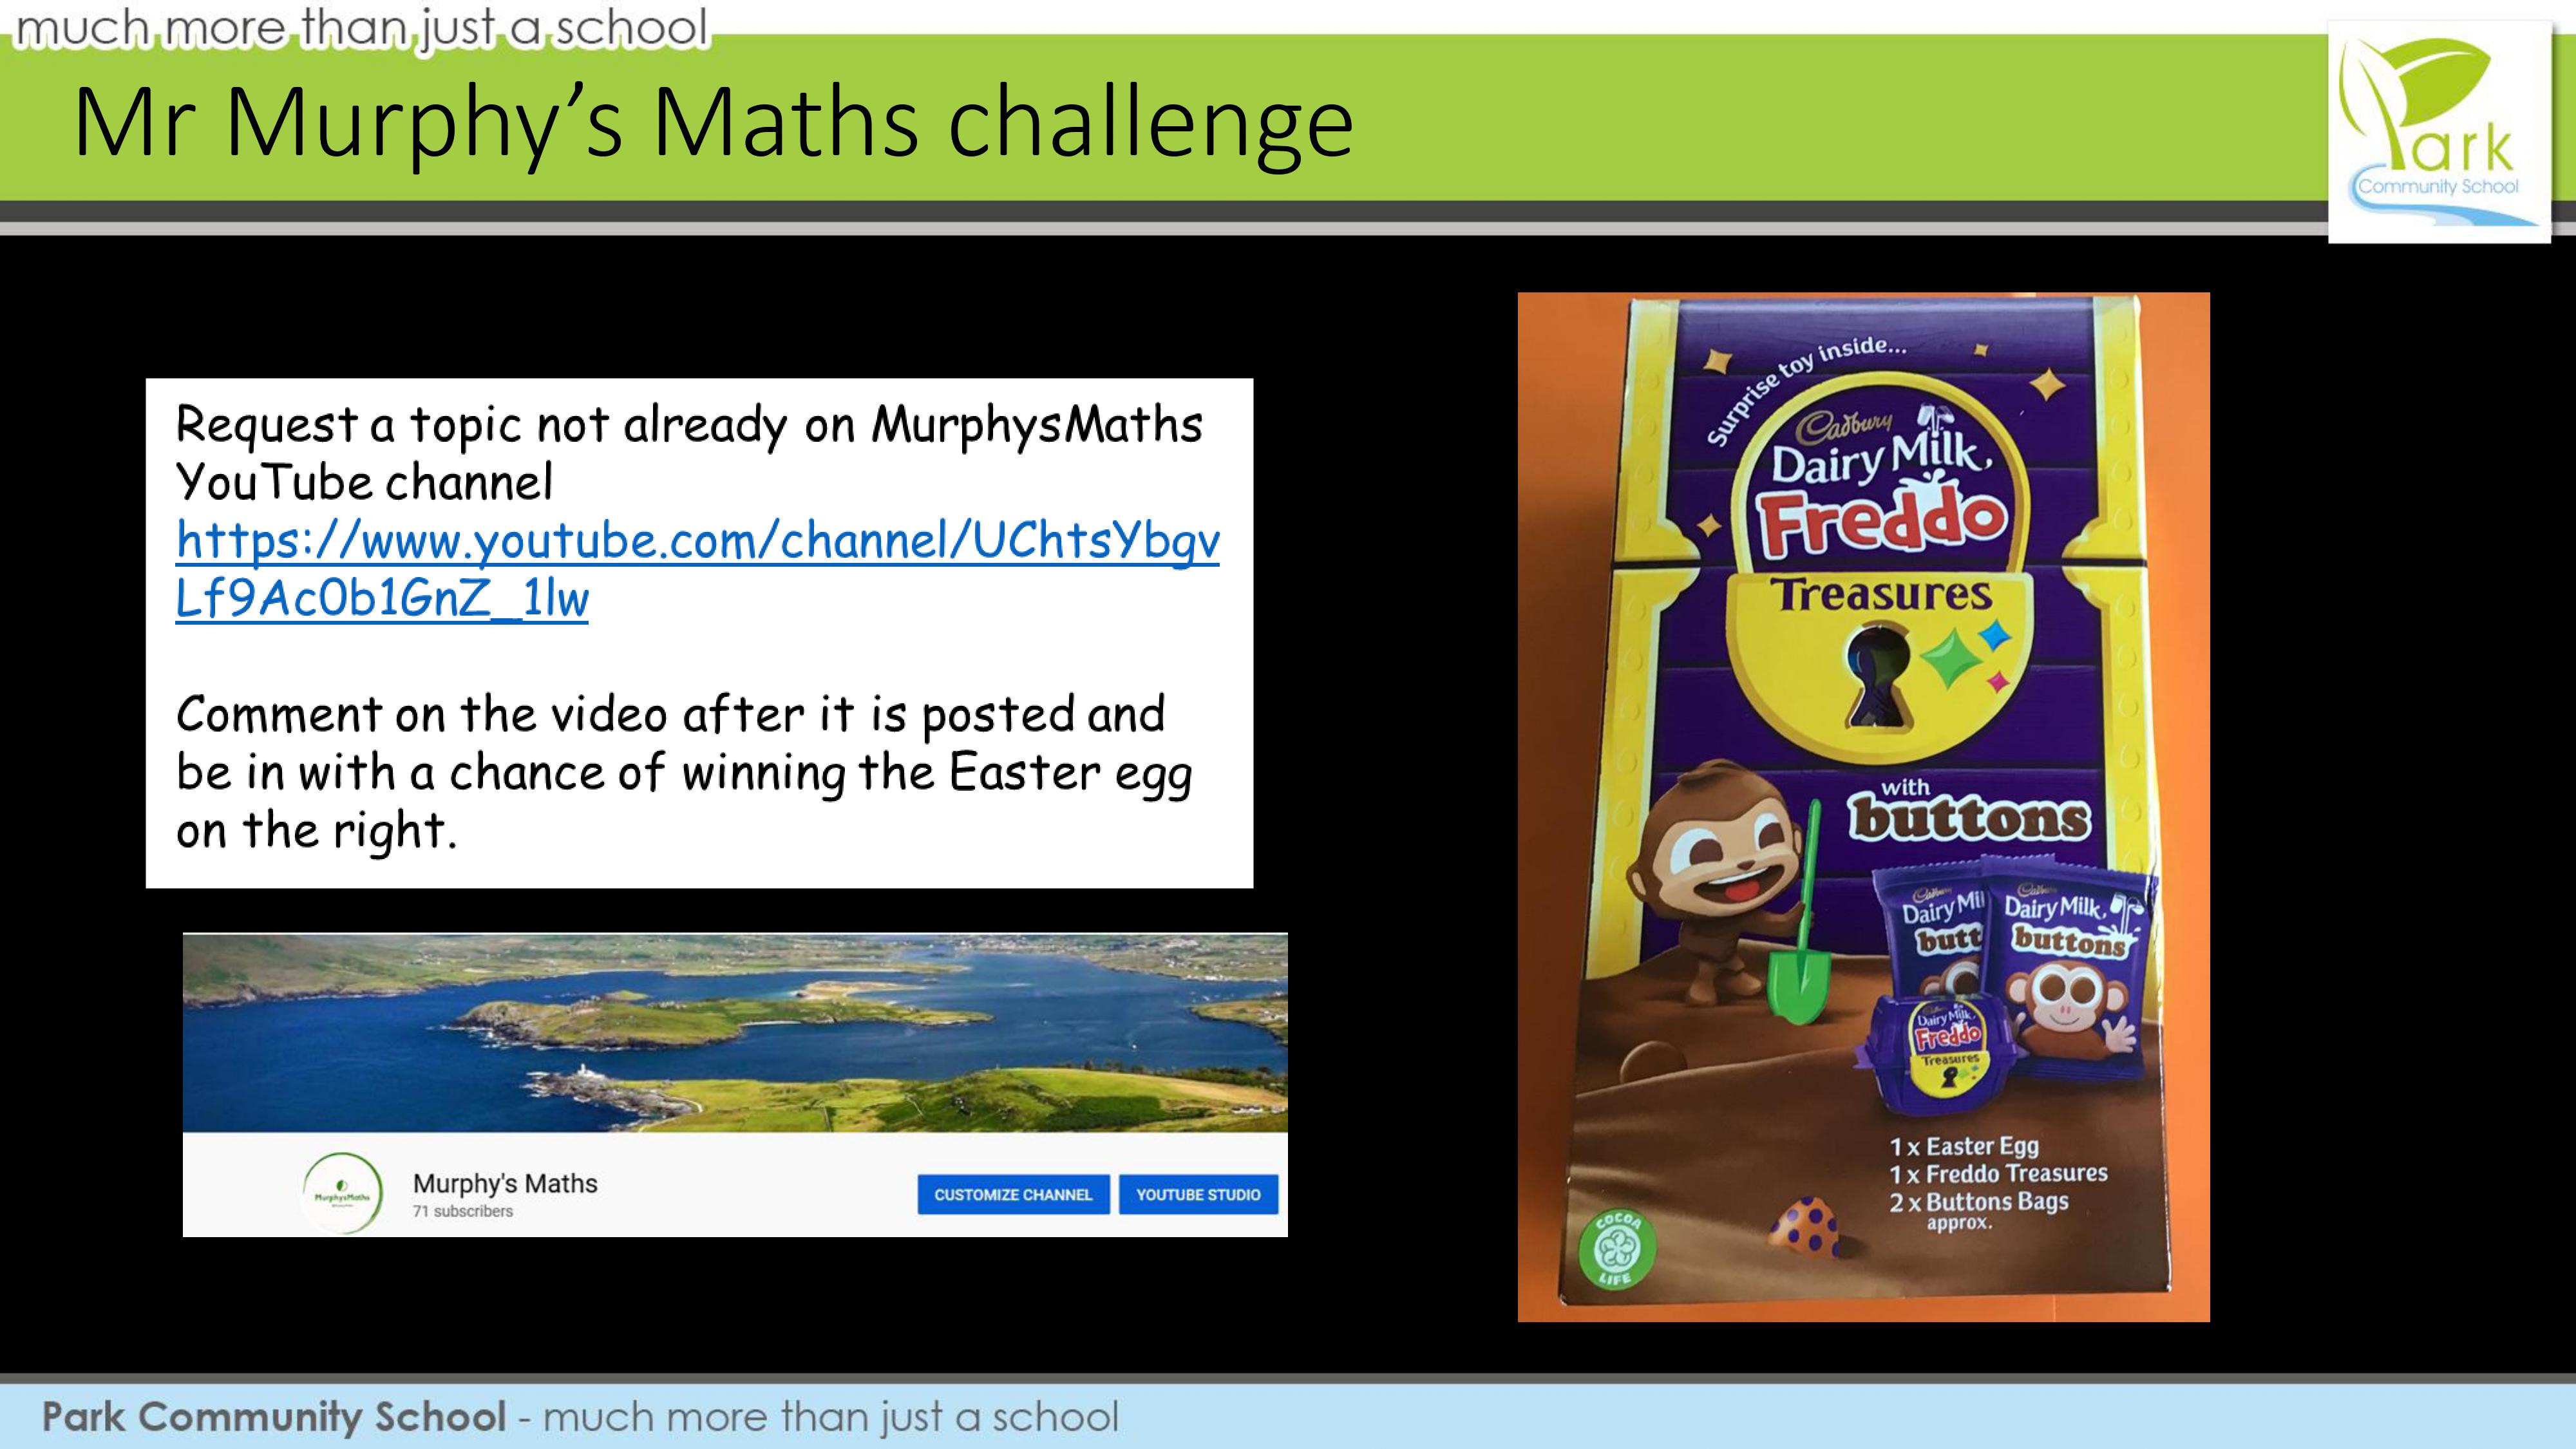 much more than just a school
Mr Murphy’s Maths challenge
Park
Community School
Request a topic not already on MurphysMaths
YouTube channel
https://www.youtube.com/channel/UChtsYbgv
Lf9Ac0b1GnZ_1lw
Comment on the video after it is posted and
be in with a chance of winning the Easter egg
on the right.
Murphy's Maths
71 subscribers
CUSTOMIZE CHANNEL
YOUTUBE STUDIO
MurphysMaths
Surprise toy inside...
Cadbury
Dairy Milk
Freddo
Treasures
with
buttons
Cadbury
Dairy Mil
butt
Cadbury
Dairy Milk
buttons
Dairy Milk
Freddo
Treasures
1 x Easter Egg
1 x Freddo Treasures
2 x Buttons Bags
approx.
COCOA
LIFE
Park Community School - much more than just a school